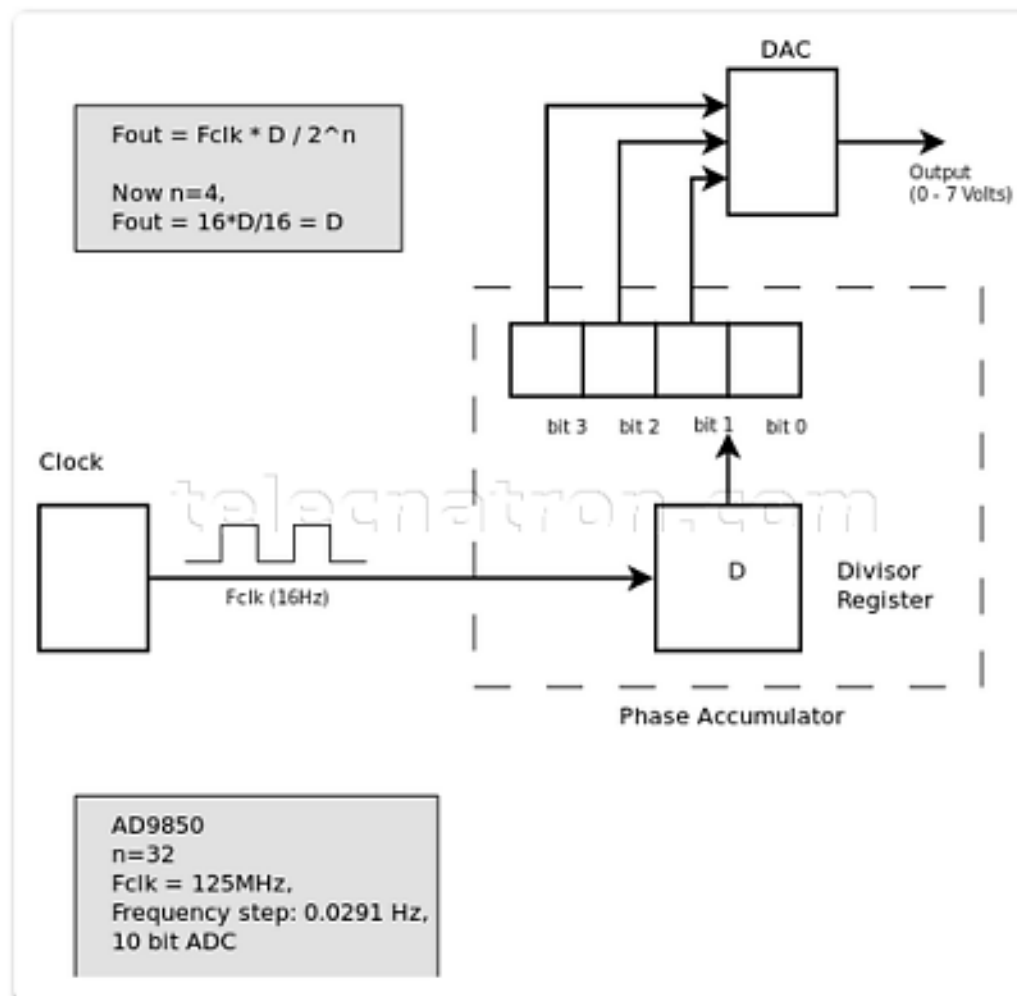 DAC
Fout = Fclk * D / 2^n
Now n=4,
Fout = 16*D/16 = D
Output
(0 - 7 Volts)
bit 3 bit 2 bit 1 bit 0
Clock
telecnatron.com
Fclk (16Hz)
D
Divisor
Register
Phase Accumulator
AD9850
n=32
Fclk = 125MHz,
Frequency step: 0.0291 Hz,
10 bit ADC